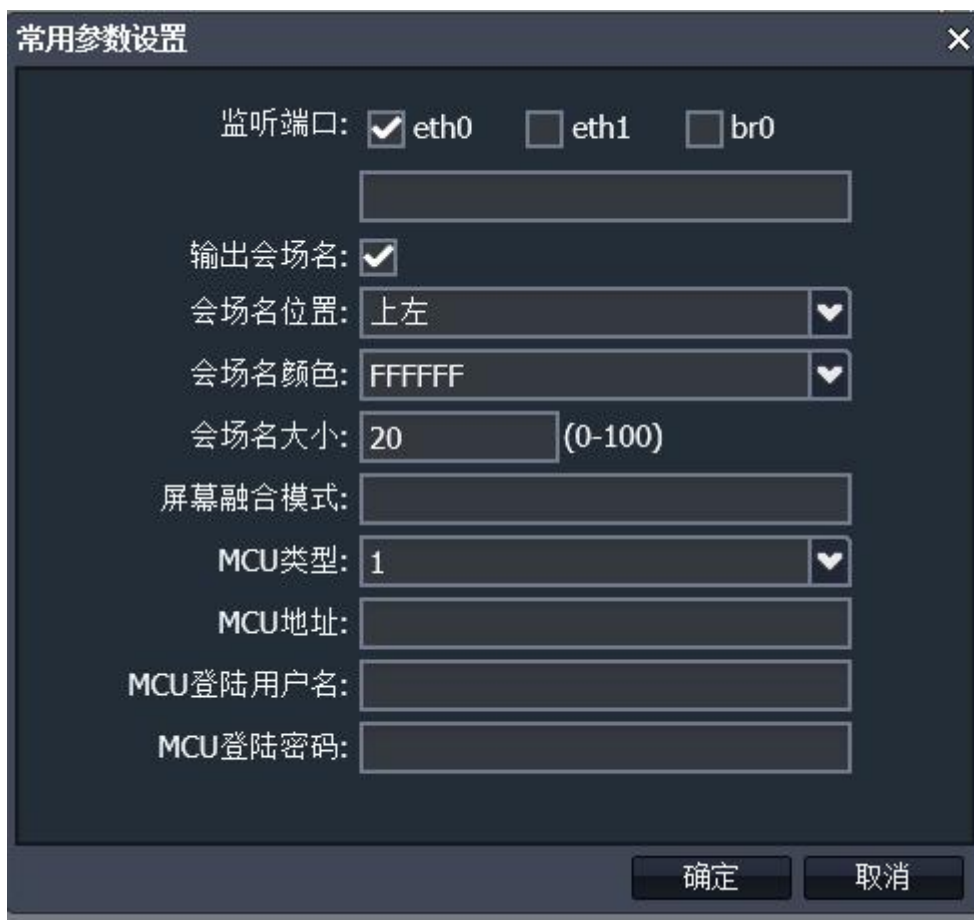 常用参数设置
监听端口: eth0 eth1 br0
输出会场名:
会场名位置: 上左
会场名颜色: FFFFFF
会场名大小: 20 (0-100)
屏幕融合模式:
MCU类型: 1
MCU地址:
MCU登陆用户名:
MCU登陆密码:
确定 取消